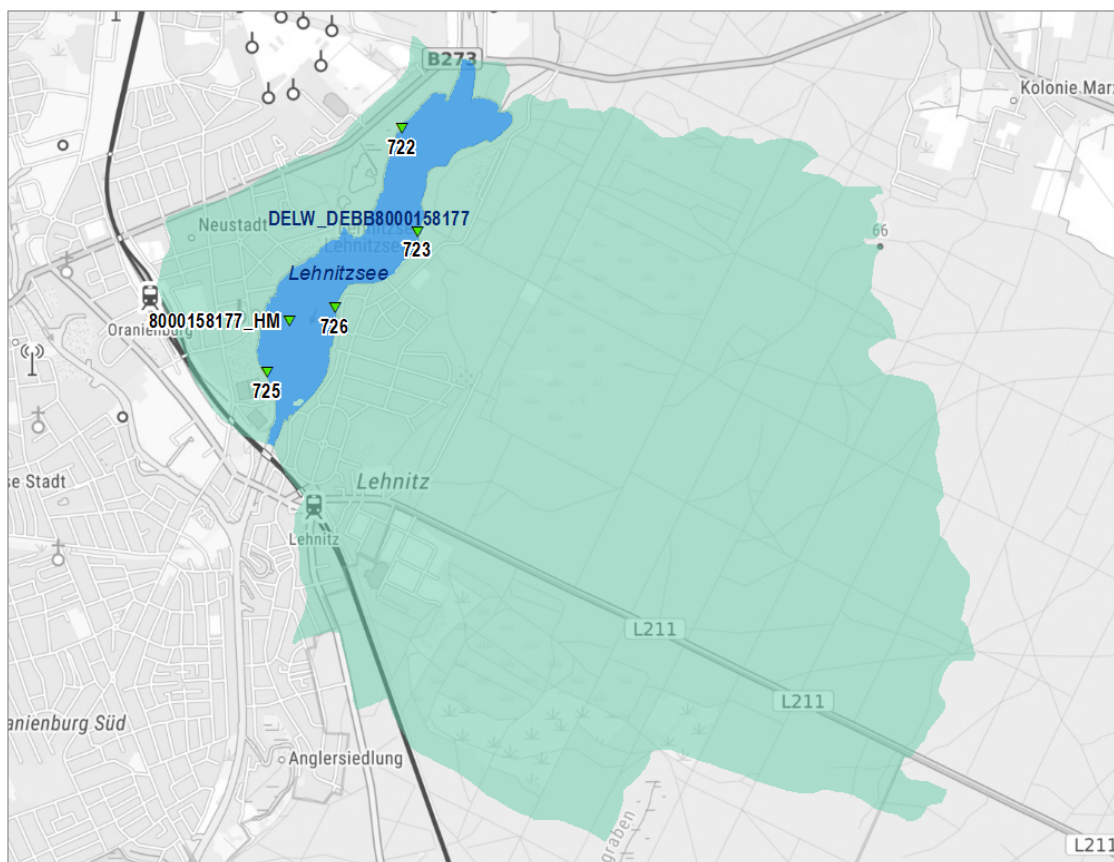 B273
Kolonie Marz
722
DELW_DEBB8000158177
Neustadt
Lehnitzsee
723
66
Lehnitzsee
8000158177_HM
726
Oranienburg
725
se Stadt
Lehnitz
Lehnitz
L211
L211
anienburg Süd
Anglersiedlung
graben
L211